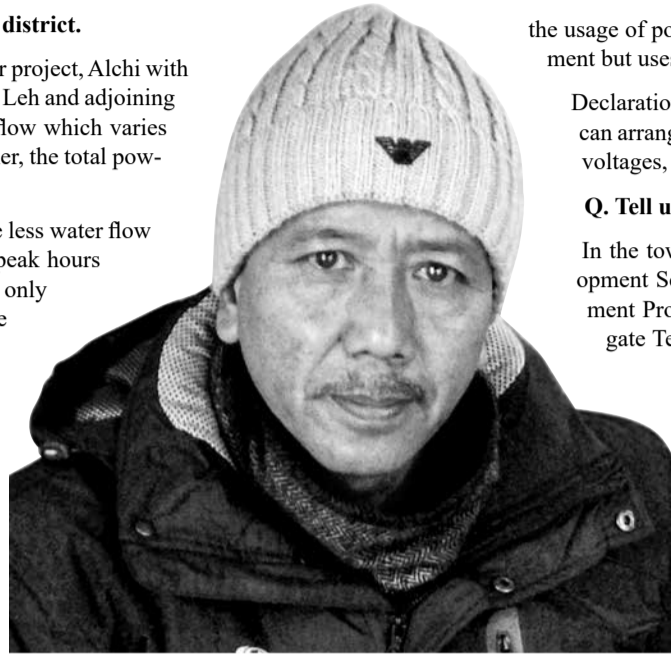 district.
r project, Alchi with
Leh and adjoining
flow which varies
er, the total pow-
e less water flow
peak hours
only
e
the usage of po
ment but uses
Declaratio
can arrang
voltages,
Q. Tell u
In the tov
opment Se
ment Pro
gate Te